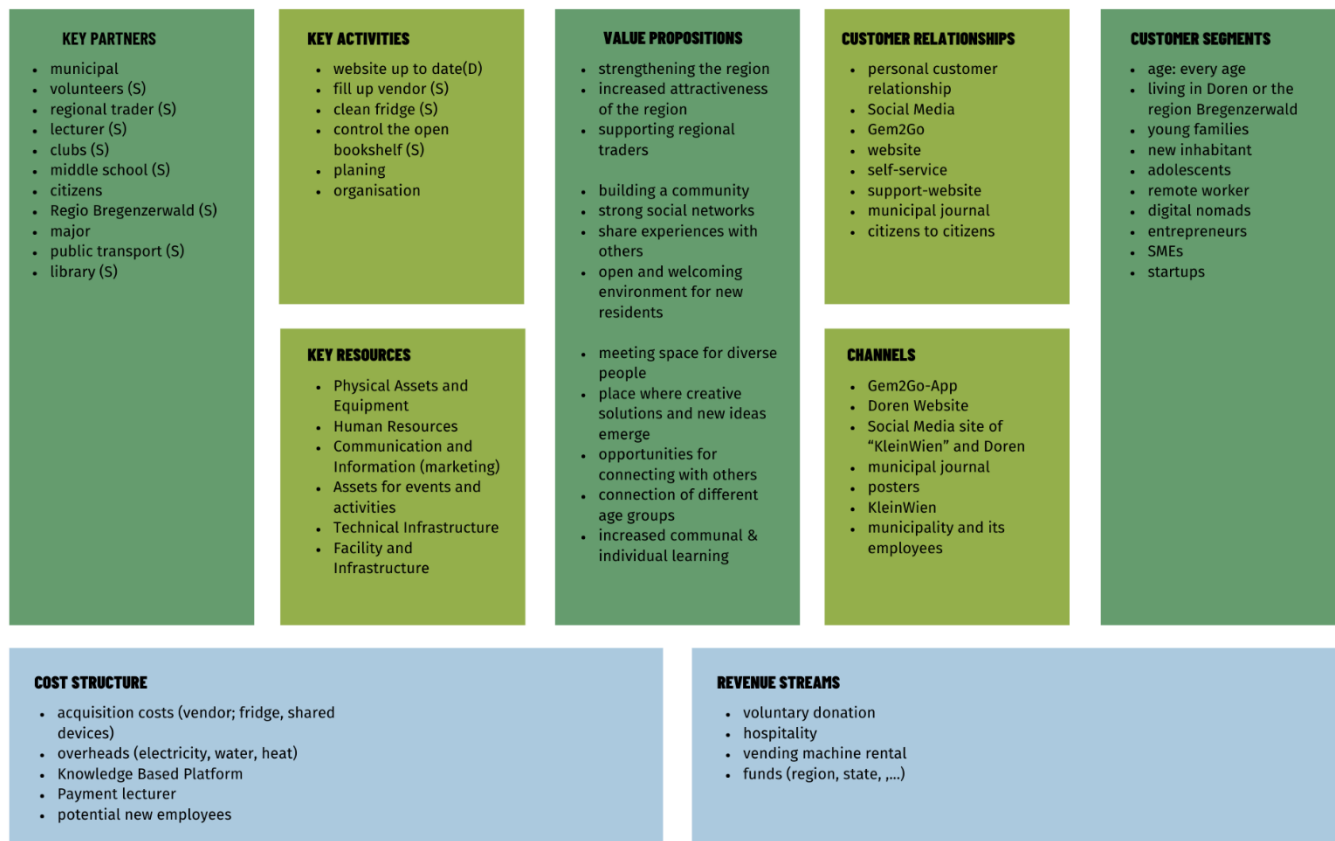 KEY PARTNERS
• municipal
• volunteers (S)
• regional trader (S)
• lecturer (S)
• clubs (S)
• middle school (S)
• citizens
• Regio Bregenzerwald (S)
• major
• public transport (S)
• library (S)
KEY ACTIVITIES
• website up to date(D)
• fill up vendor (S)
• clean fridge (S)
• control the open
bookshelf (S)
• planing
• organisation
KEY RESOURCES
• Physical Assets and
Equipment
• Human Resources
• Communication and
Information (marketing)
• Assets for events and
activities
• Technical Infrastructure
• Facility and
Infrastructure
VALUE PROPOSITIONS
• strengthening the region
• increased attractiveness
of the region
• supporting regional
traders
• building a community
• strong social networks
• share experiences with
others
• open and welcoming
environment for new
residents
• meeting space for diverse
people
• place where creative
solutions and new ideas
emerge
• opportunities for
connecting with others
• connection of different
age groups
• increased communal &
individual learning
CUSTOMER RELATIONSHIPS
• personal customer
relationship
• Social Media
• Gem2Go
• website
• self-service
• support-website
• municipal journal
• citizens to citizens
CHANNELS
• Gem2Go-App
• Doren Website
• Social Media site of
“KleinWien” and Doren
• municipal journal
• posters
• KleinWien
• municipality and its
employees
CUSTOMER SEGMENTS
• age: every age
• living in Doren or the
region Bregenzerwald
• young families
• new inhabitant
• adolescents
• remote worker
• digital nomads
• entrepreneurs
• SMEs
• startups
COST STRUCTURE
• acquisition costs (vendor; fridge, shared
devices)
• overheads (electricity, water, heat)
• Knowledge Based Platform
• Payment lecturer
• potential new employees
REVENUE STREAMS
• voluntary donation
• hospitality
• vending machine rental
• funds (region, state, ,...)